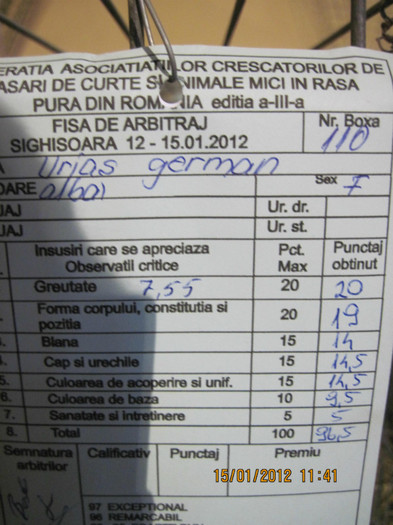 ERATIA ASOCIATIATIILOR CRESCATORILOR DE
ASARI DE CURTE SI ANIMALE MICI IN RASA
PURA DIN ROMANIA editia a-III-a
FISA DE ARBITRAJ
SIGHISOARA 12 - 15.01.2012
Nr. Boxa
110
A Urias german
OARE alba Sex F
UAJ Ur. dr.
UAJ Ur. st.
Insusiri care se apreciaza
Observatii critice
Pct.
Max
Punctaj
obtinut
Greutate 7,55 20 20
Forma corpului, constitutia si
pozitia
20 19
Blana 15 14
4. Cap si urechile 15 14,5
5. Culoarea de acoperire si unif. 15 14,5
6. Culoarea de baza 10 9,5
7. Sanatate si intretinere 5 5
8. Total 100 96,5
Semnatura
arbitrilor
Calificativ Punctaj Premiu
15/01/2012 11:41
97 EXCEPTIONAL
96 REMARCABIL